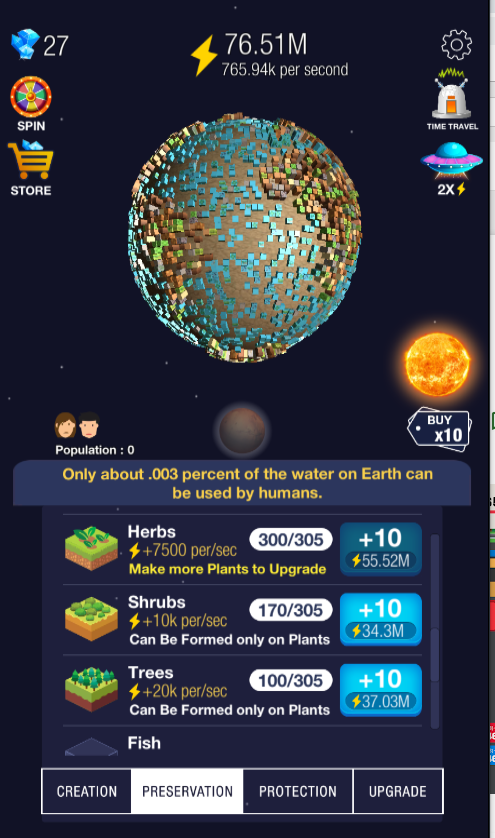 27
76.51M
765.94k per second
SPIN
TIME TRAVEL
STORE
2X
BUY
x10
Population : 0
Only about .003 percent of the water on Earth can
be used by humans.
Herbs
+7500 per/sec
Make more Plants to Upgrade
300/305
+10
55.52M
Shrubs
+10k per/sec
Can Be Formed only on Plants
170/305
+10
34.3M
Trees
+20k per/sec
Can Be Formed only on Plants
100/305
+10
37.03M
Fish
CREATION
PRESERVATION
PROTECTION
UPGRADE